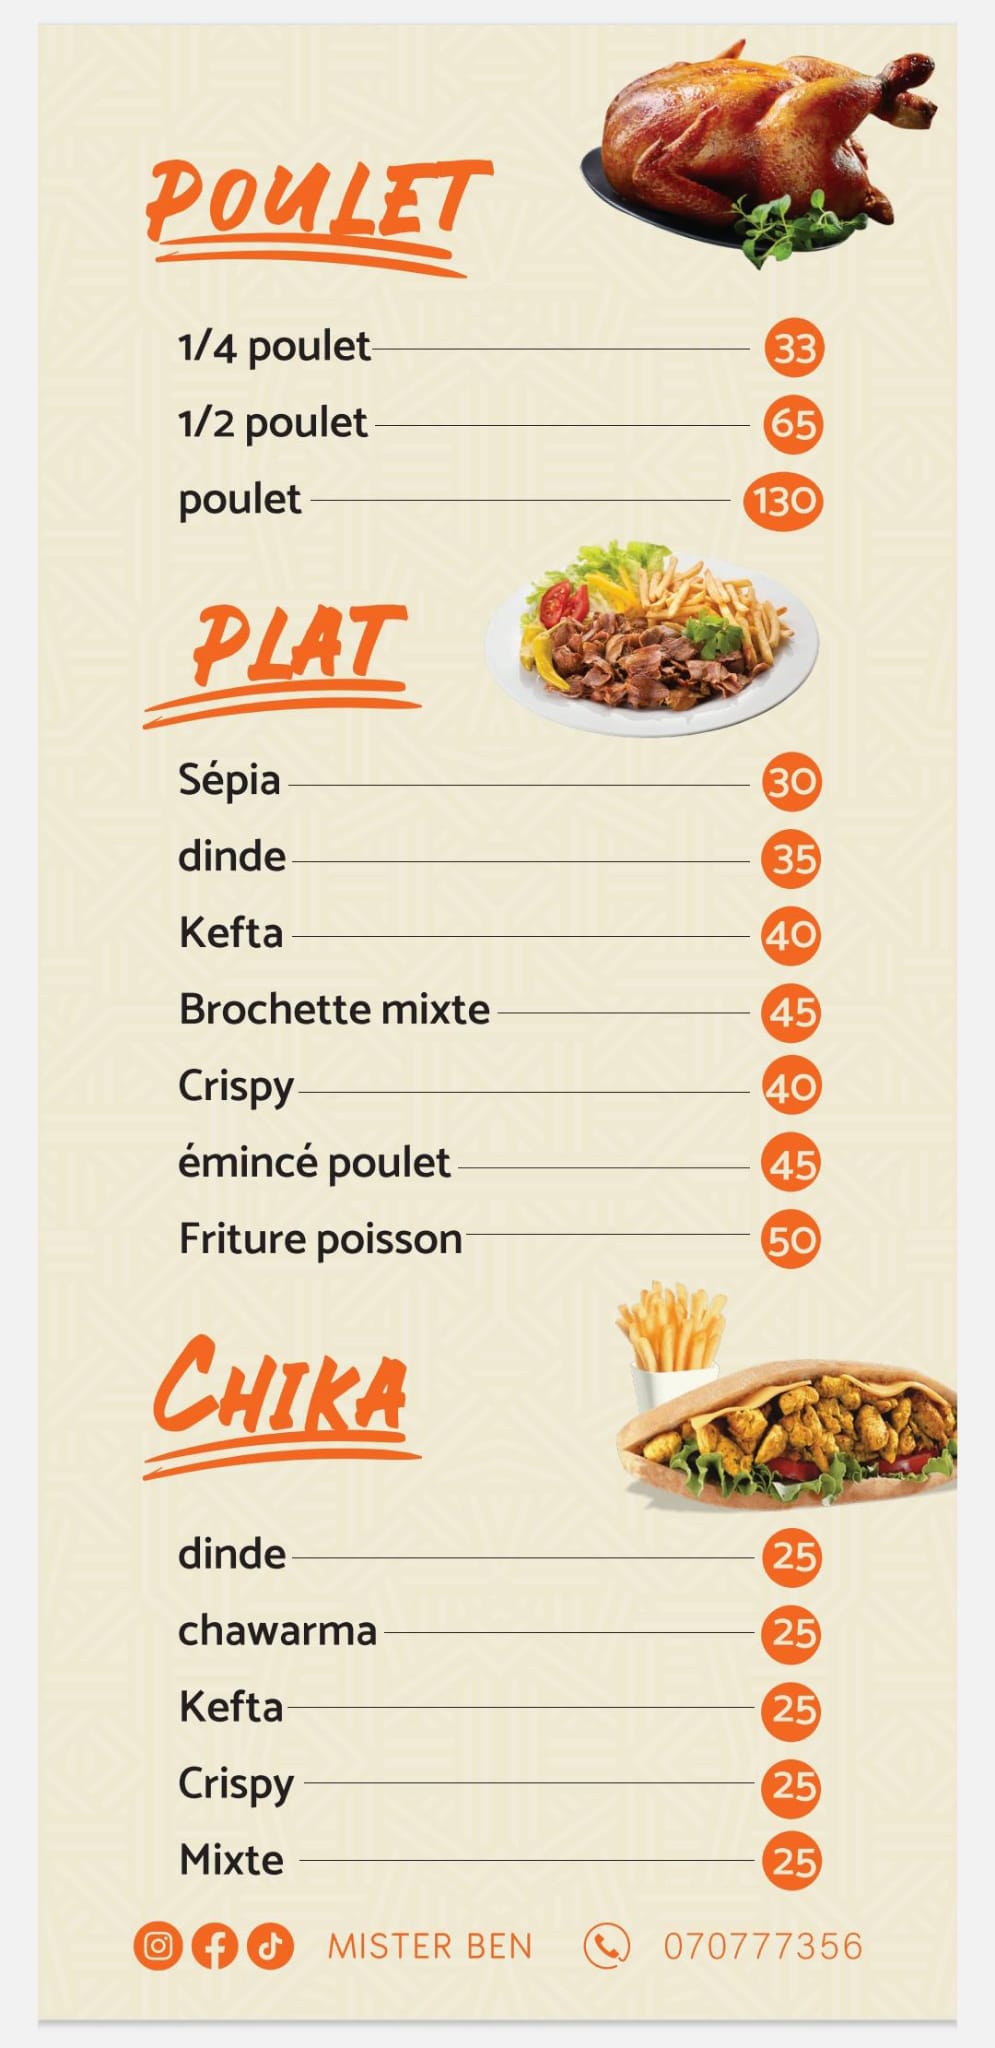 POULET
1/4 poulet 33
1/2 poulet 65
poulet 130
PLAT
Sépia 30
dinde 35
Kefta 40
Brochette mixte 45
Crispy 40
émincé poulet 45
Friture poisson 50
CHIKA
dinde 25
chawarma 25
Kefta 25
Crispy 25
Mixte 25
MISTER BEN 070777356